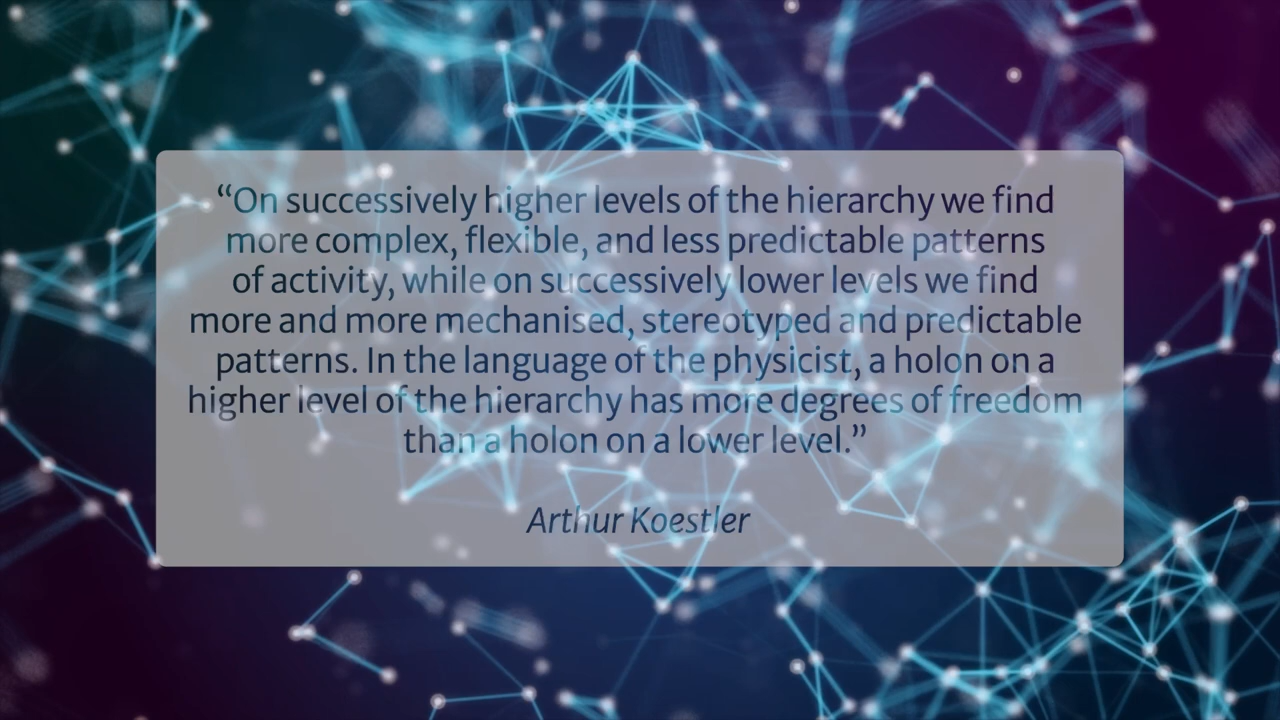 “On successively higher levels of the hierarchy we find
more complex, flexible, and less predictable patterns
of activity, while on successively lower levels we find
more and more mechanised, stereotyped and predictable
patterns. In the language of the physicist, a holon on a
higher level of the hierarchy has more degrees of freedom
than a holon on a lower level.”
Arthur Koestler